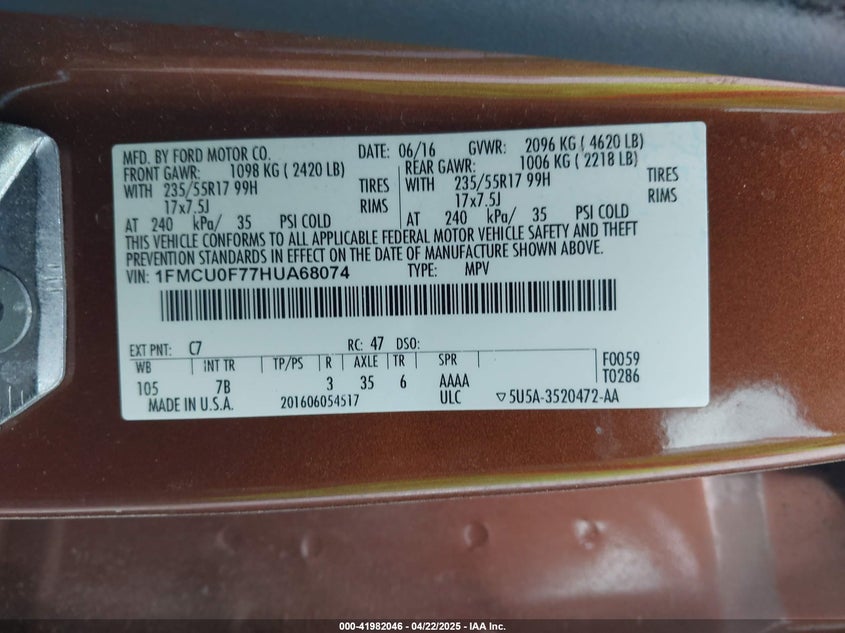 MFD. BY FORD MOTOR CO. DATE: 06/16 GVWR: 2096 KG ( 4620 LB)
FRONT GAWR: 1098 KG ( 2420 LB) REAR GAWR: 1006 KG ( 2218 LB)
WITH 235/55R17 99H TIRES WITH 235/55R17 99H TIRES
17x7.5J RIMS 17x7.5J RIMS
AT 240 kPa/ 35 PSI COLD AT 240 kPa/ 35 PSI COLD
THIS VEHICLE CONFORMS TO ALL APPLICABLE FEDERAL MOTOR VEHICLE SAFETY AND THEFT
PREVENTION STANDARDS IN EFFECT ON THE DATE OF MANUFACTURE SHOWN ABOVE.
VIN: 1FMCU0F77HUA68074 TYPE: MPV
EXT PNT: C7 RC: 47 DSO:
WB INT TR TP/PS R AXLE TR SPR F0059
105 7B 3 35 6 AAAA T0286
MADE IN U.S.A. 201606054517 ULC 5U5A-3520472-AA
000-41982046 - 04/22/2025 - IAA Inc.